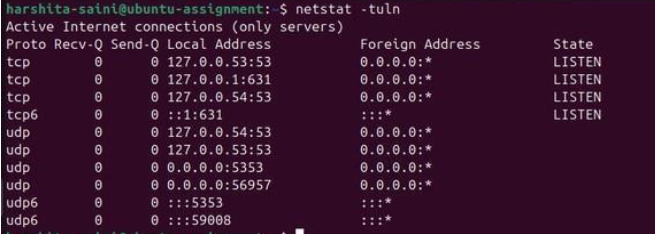 harshita-saini@ubuntu-assignment:~$ netstat -tuln
Active Internet connections (only servers)
Proto Recv-Q Send-Q Local Address           Foreign Address         State
tcp        0      0 127.0.0.53:53           0.0.0.0:*               LISTEN
tcp        0      0 127.0.0.1:631           0.0.0.0:*               LISTEN
tcp        0      0 127.0.0.54:53           0.0.0.0:*               LISTEN
tcp6       0      0 ::1:631                 :::*                    LISTEN
udp        0      0 127.0.0.54:53           0.0.0.0:*
udp        0      0 127.0.0.53:53           0.0.0.0:*
udp        0      0 0.0.0.0:5353            0.0.0.0:*
udp        0      0 0.0.0.0:56957           0.0.0.0:*
udp6       0      0 :::5353                 :::*
udp6       0      0 :::59008                :::*